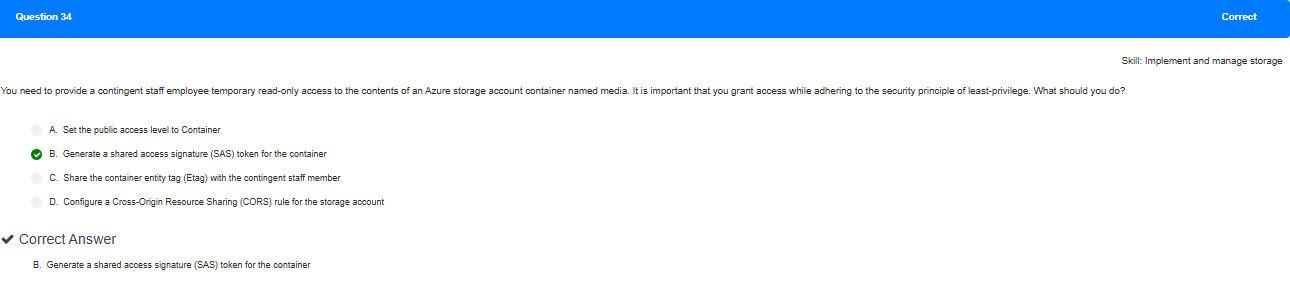 Question 34
Correct
Skill: Implement and manage storage
You need to provide a contingent staff employee temporary read-only access to the contents of an Azure storage account container named media. It is important that you grant access while adhering to the security principle of least-privilege. What should you do?
A. Set the public access level to Container
B. Generate a shared access signature (SAS) token for the container
C. Share the container entity tag (Etag) with the contingent staff member
D. Configure a Cross-Origin Resource Sharing (CORS) rule for the storage account
Correct Answer
B. Generate a shared access signature (SAS) token for the container